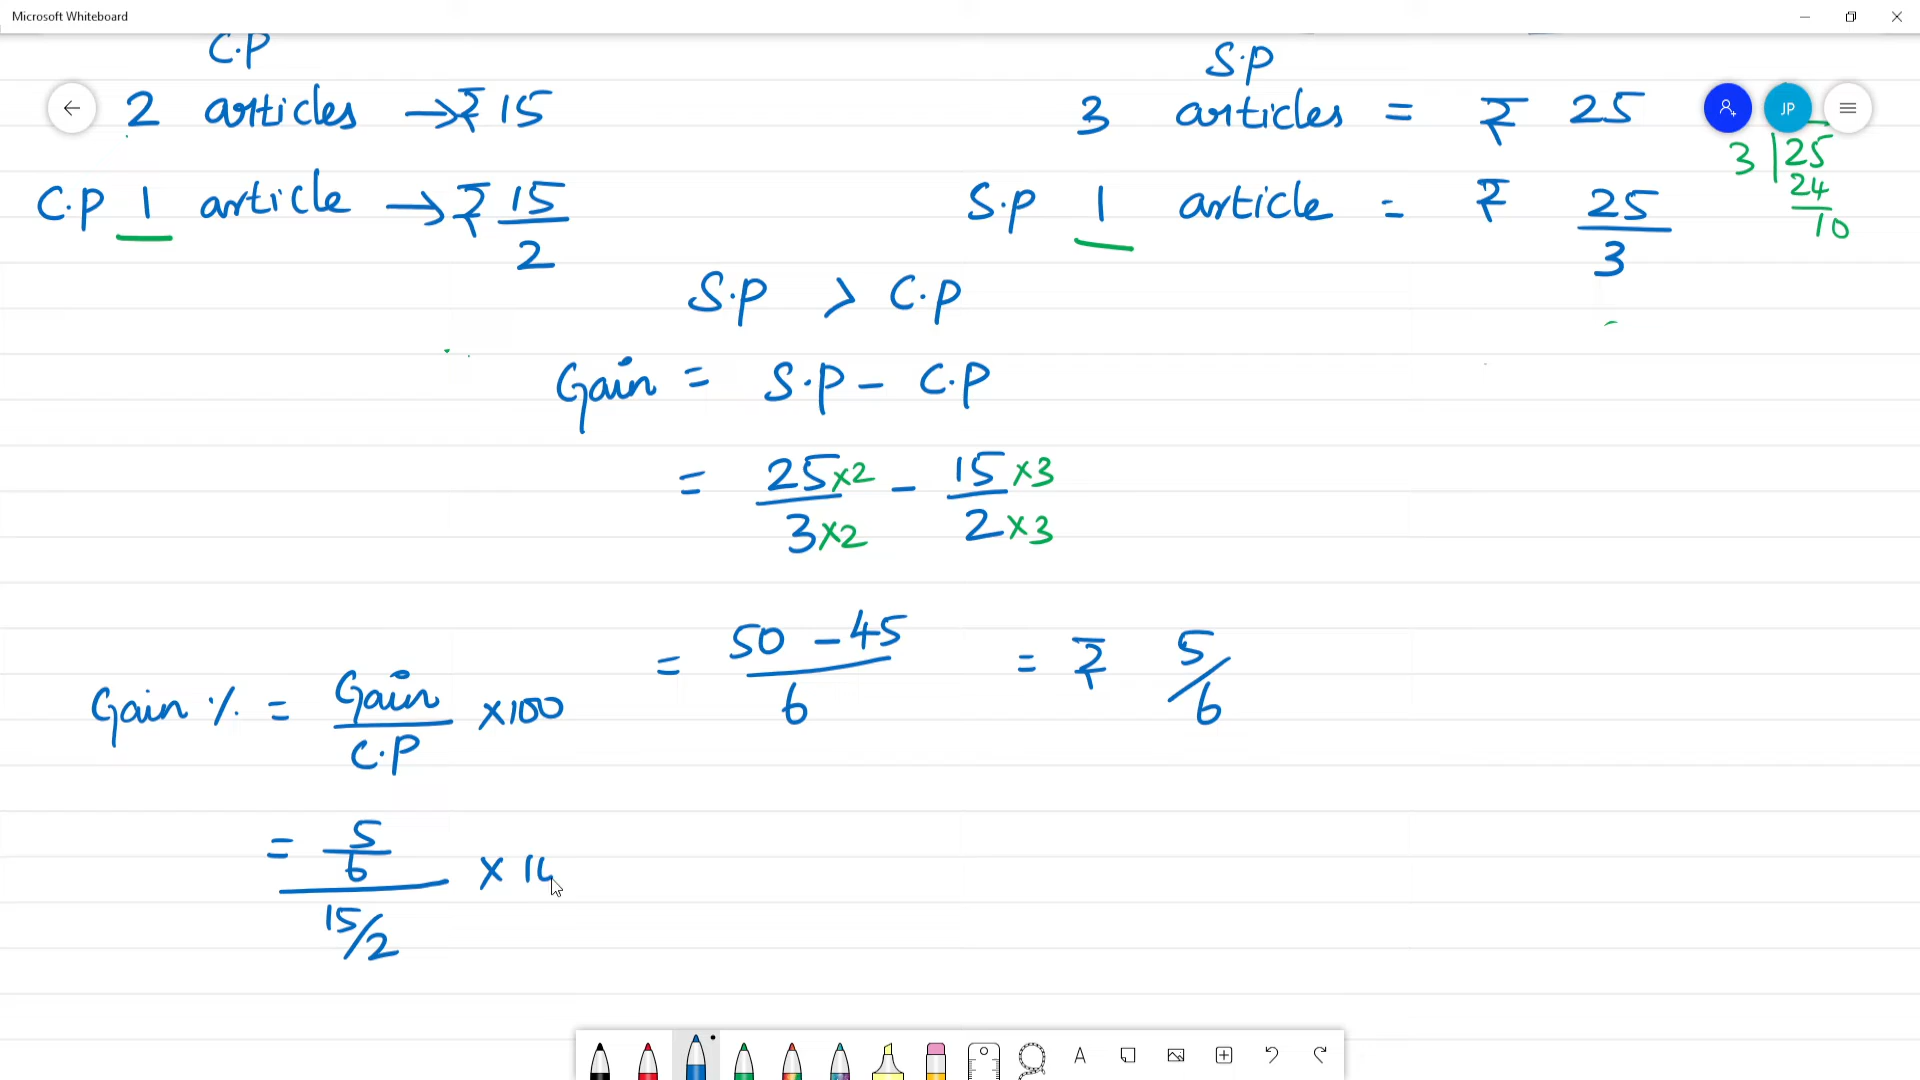 Microsoft Whiteboard
C.P
S.P
2 articles → ₹ 15
3 articles = ₹ 25
JP
C.P 1 article → ₹ 15/2
S.P 1 article = ₹ 25/3
3 | 25
24
10
S.P > C.P
Gain = S.P - C.P
= 25×2/3×2 - 15×3/2×3
= 50 - 45/6 = ₹ 5/6
Gain % = Gain/C.P ×100
= 5/6/15/2 × 10
A